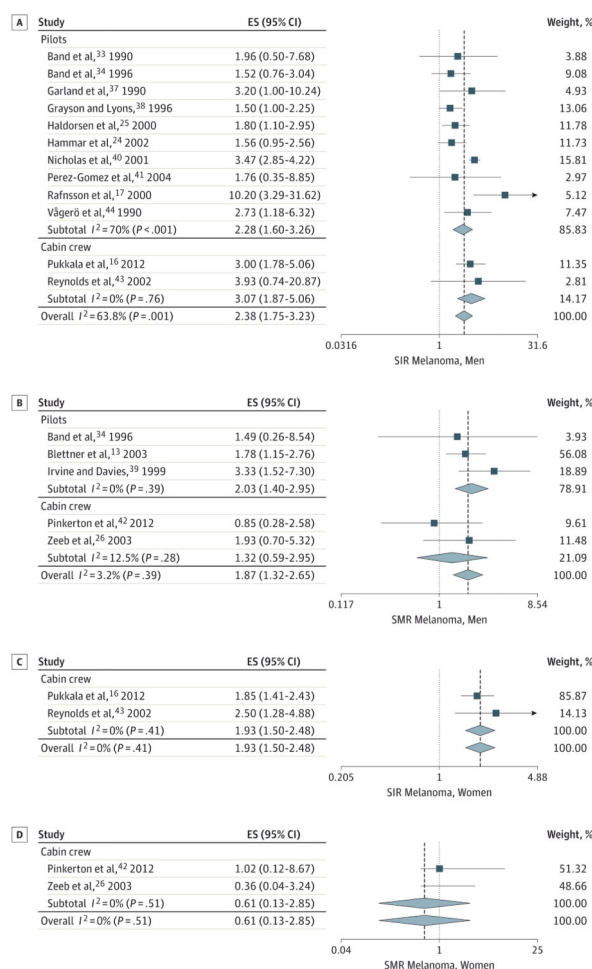 A Study ES (95% CI) Weight, %
Pilots
Band et al,33 1990 1.96 (0.50-7.68) 3.88
Band et al,34 1996 1.52 (0.76-3.04) 9.08
Garland et al,37 1990 3.20 (1.00-10.24) 4.93
Grayson and Lyons,38 1996 1.50 (1.00-2.25) 13.06
Haldorsen et al,25 2000 1.80 (1.10-2.95) 11.78
Hammar et al,24 2002 1.56 (0.95-2.56) 11.73
Nicholas et al,40 2001 3.47 (2.85-4.22) 15.81
Perez-Gomez et al,41 2004 1.76 (0.35-8.85) 2.97
Rafnsson et al,17 2000 10.20 (3.29-31.62) 5.12
Vågerö et al,44 1990 2.73 (1.18-6.32) 7.47
Subtotal I2 = 70% (P < .001) 2.28 (1.60-3.26) 85.83
Cabin crew
Pukkala et al,16 2012 3.00 (1.78-5.06) 11.35
Reynolds et al,43 2002 3.93 (0.74-20.87) 2.81
Subtotal I2 = 0% (P = .76) 3.07 (1.87-5.06) 14.17
Overall I2 = 63.8% (P = .001) 2.38 (1.75-3.23) 100.00
0.0316 1 31.6
SIR Melanoma, Men
B Study ES (95% CI) Weight, %
Pilots
Band et al,34 1996 1.49 (0.26-8.54) 3.93
Blettner et al,13 2003 1.78 (1.15-2.76) 56.08
Irvine and Davies,39 1999 3.33 (1.52-7.30) 18.89
Subtotal I2 = 0% (P = .39) 2.03 (1.40-2.95) 78.91
Cabin crew
Pinkerton et al,42 2012 0.85 (0.28-2.58) 9.61
Zeeb et al,26 2003 1.93 (0.70-5.32) 11.48
Subtotal I2 = 12.5% (P = .28) 1.32 (0.59-2.95) 21.09
Overall I2 = 3.2% (P = .39) 1.87 (1.32-2.65) 100.00
0.117 1 8.54
SMR Melanoma, Men
C Study ES (95% CI) Weight, %
Cabin crew
Pukkala et al,16 2012 1.85 (1.41-2.43) 85.87
Reynolds et al,43 2002 2.50 (1.28-4.88) 14.13
Subtotal I2 = 0% (P = .41) 1.93 (1.50-2.48) 100.00
Overall I2 = 0% (P = .41) 1.93 (1.50-2.48) 100.00
0.205 1 4.88
SIR Melanoma, Women
D Study ES (95% CI) Weight, %
Cabin crew
Pinkerton et al,42 2012 1.02 (0.12-8.67) 51.32
Zeeb et al,26 2003 0.36 (0.04-3.24) 48.66
Subtotal I2 = 0% (P = .51) 0.61 (0.13-2.85) 100.00
Overall I2 = 0% (P = .51) 0.61 (0.13-2.85) 100.00
0.04 1 25
SMR Melanoma, Women